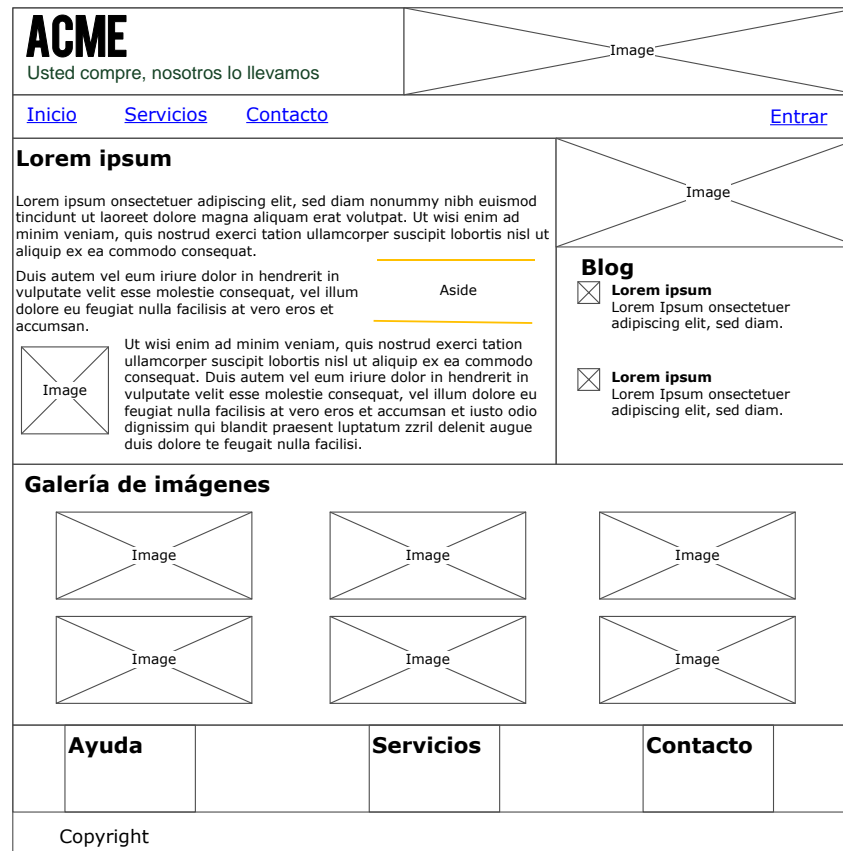 ACME
Usted compre, nosotros lo llevamos
Image
Inicio
Servicios
Contacto
Entrar
Lorem ipsum
Lorem ipsum onsectetuer adipiscing elit, sed diam nonummy nibh euismod
tincidunt ut laoreet dolore magna aliquam erat volutpat. Ut wisi enim ad
minim veniam, quis nostrud exerci tation ullamcorper suscipit lobortis nisl ut
aliquip ex ea commodo consequat.
Duis autem vel eum iriure dolor in hendrerit in
vulputate velit esse molestie consequat, vel illum
dolore eu feugiat nulla facilisis at vero eros et
accumsan.
Aside
Image
Ut wisi enim ad minim veniam, quis nostrud exerci tation
ullamcorper suscipit lobortis nisl ut aliquip ex ea commodo
consequat. Duis autem vel eum iriure dolor in hendrerit in
vulputate velit esse molestie consequat, vel illum dolore eu
feugiat nulla facilisis at vero eros et accumsan et iusto odio
dignissim qui blandit praesent luptatum zzril delenit augue
duis dolore te feugait nulla facilisi.
Image
Blog
Lorem ipsum
Lorem Ipsum onsectetuer
adipiscing elit, sed diam.
Lorem ipsum
Lorem Ipsum onsectetuer
adipiscing elit, sed diam.
Galería de imágenes
Image
Image
Image
Image
Image
Image
Ayuda
Servicios
Contacto
Copyright